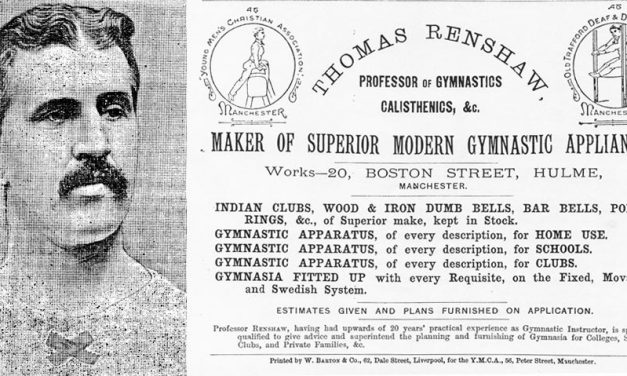 46
YOUNG MEN'S CHRISTIAN ASSOCIATION.
MANCHESTER
45
OLD TRAFFORD DEAF & D
MANCHEST
THOMAS RENSHAW,
PROFESSOR OF GYMNASTICS
CALISTHENICS, &c.
MAKER OF SUPERIOR MODERN GYMNASTIC APPLIAN
Works—20, BOSTON STREET, HULME,
MANCHESTER.
INDIAN CLUBS, WOOD & IRON DUMB BELLS, BAR BELLS, PO
RINGS, &c., of Superior make, kept in Stock.
GYMNASTIC APPARATUS, of every description, for HOME USE.
GYMNASTIC APPARATUS, of every description, for SCHOOLS.
GYMNASTIC APPARATUS, of every description, for CLUBS.
GYMNASIA FITTED UP with every Requisite, on the Fixed, Mov
and Swedish System.
ESTIMATES GIVEN AND PLANS FURNISHED ON APPLICATION.
Professor RENSHAW, having had upwards of 20 years' practical experience as Gymnastic Instructor, is sp
qualified to give advice and superintend the planning and furnishing of Gymnasia for Colleges, S
Clubs, and Private Families, &c.
Printed by W. BARTON & Co., 62, Dale Street, Liverpool, for the Y.M.C.A., 56, Peter Street, Manchester.